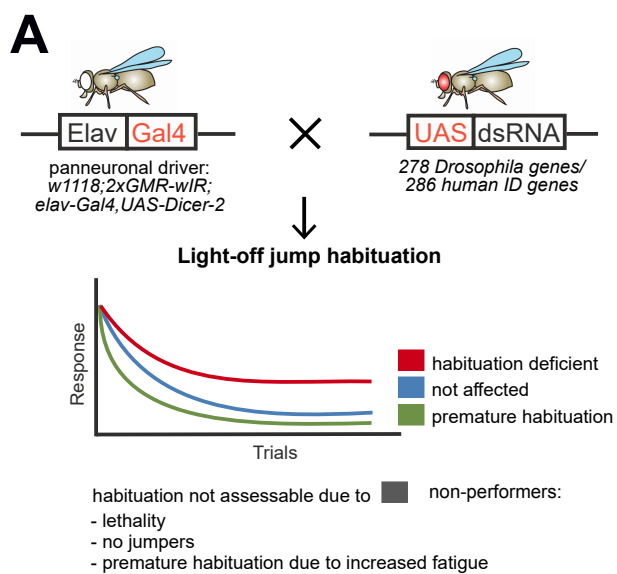 A
Elav Gal4
UAS dsRNA
panneuronal driver:
w1118;2xGMR-wIR;
elav-Gal4,UAS-Dicer-2
278 Drosophila genes/
286 human ID genes
Light-off jump habituation
Response
Trials
habituation deficient
not affected
premature habituation
habituation not assessable due to non-performers:
- lethality
- no jumpers
- premature habituation due to increased fatigue